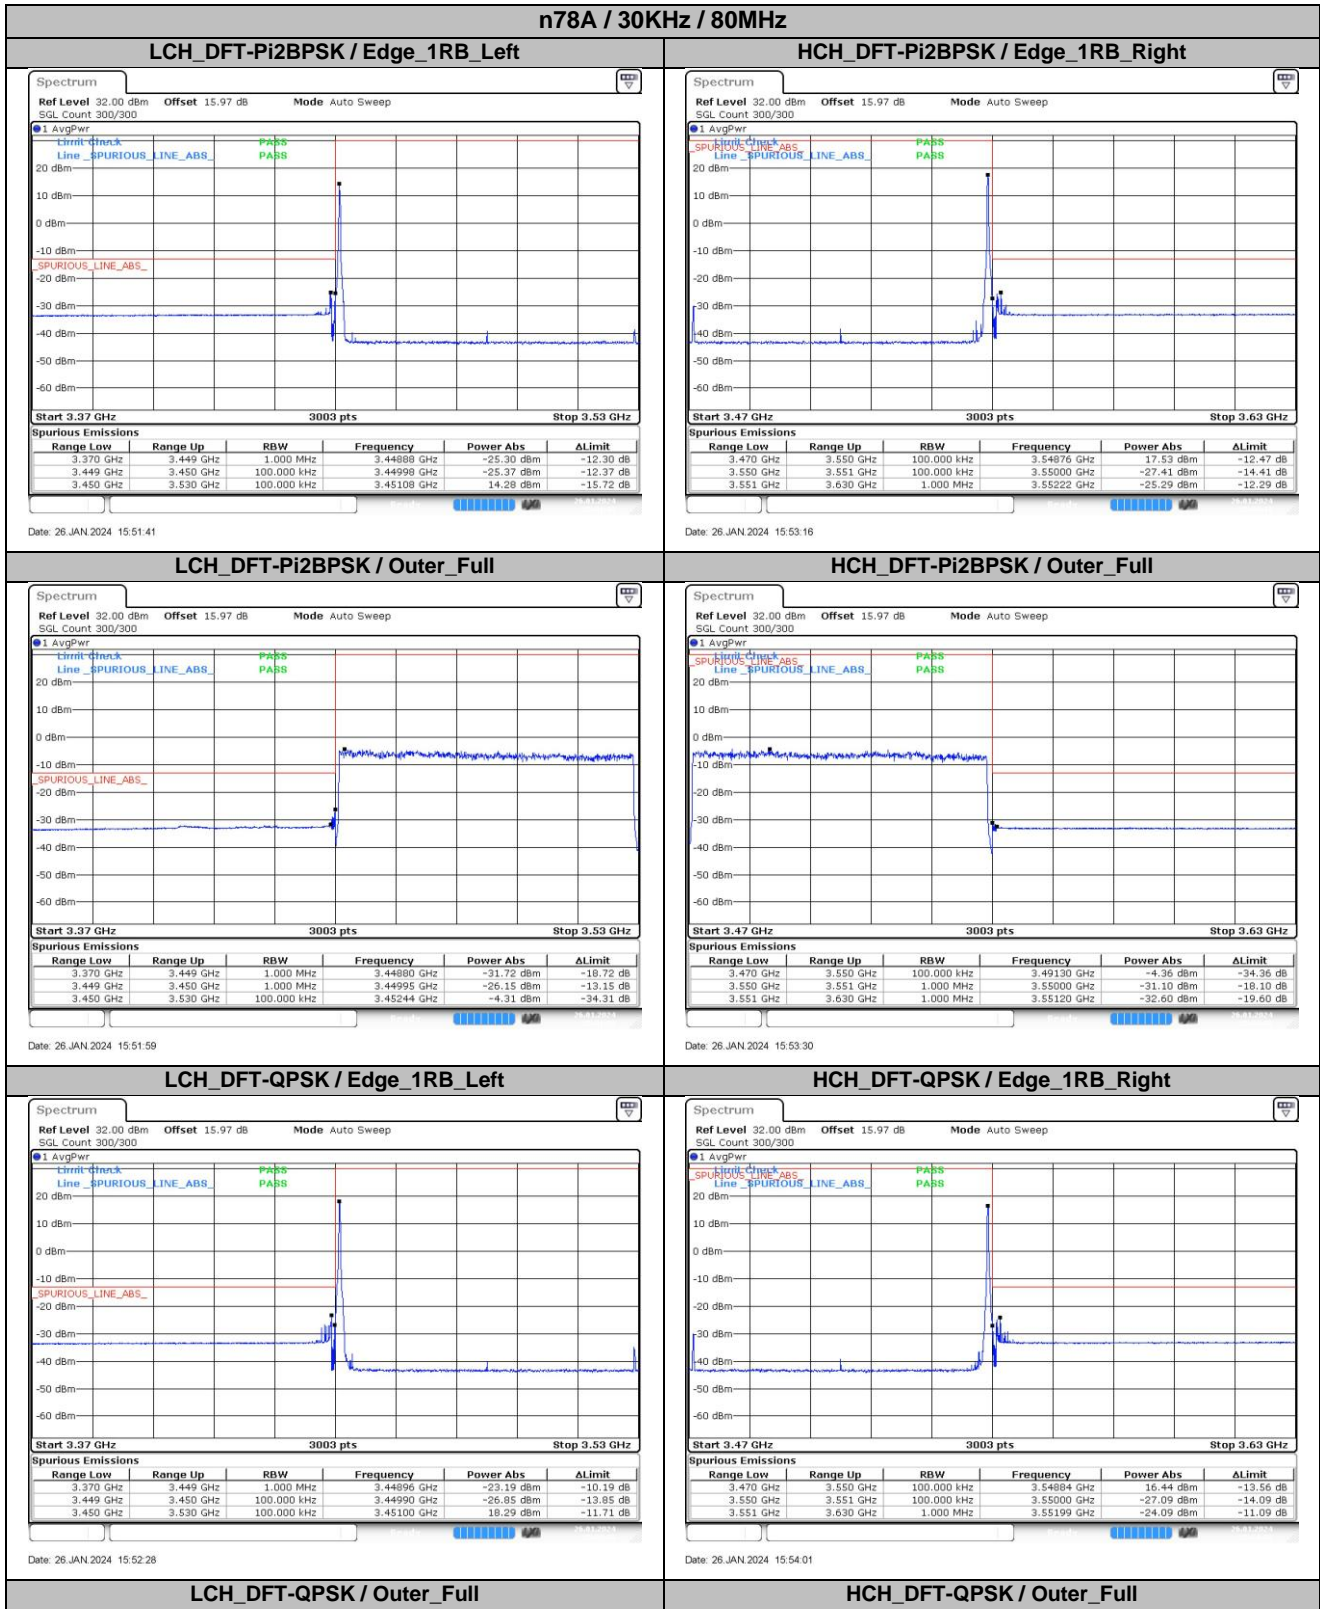 n78A / 30KHz / 80MHz
LCH_DFT-Pi2BPSK / Edge_1RB_Left
HCH_DFT-Pi2BPSK / Edge_1RB_Right
Spectrum
Ref Level 32.00 dBm Offset 15.97 dB Mode Auto Sweep
SGL Count 300/300
1 AvgPwr
Limit Check PASS
Line _SPURIOUS_LINE_ABS_ PASS
20 dBm
10 dBm
0 dBm
-10 dBm
_SPURIOUS_LINE_ABS_
-20 dBm
-30 dBm
-40 dBm
-50 dBm
-60 dBm
Start 3.37 GHz 3003 pts Stop 3.53 GHz
Spurious Emissions
Range Low Range Up RBW Frequency Power Abs ΔLimit
3.370 GHz 3.449 GHz 1.000 MHz 3.44888 GHz -25.30 dBm -12.30 dB
3.449 GHz 3.450 GHz 100.000 kHz 3.44998 GHz -25.37 dBm -12.37 dB
3.450 GHz 3.530 GHz 100.000 kHz 3.45108 GHz 14.28 dBm -15.72 dB
Date: 26.JAN.2024 15:51:41
Spectrum
Ref Level 32.00 dBm Offset 15.97 dB Mode Auto Sweep
SGL Count 300/300
1 AvgPwr
Limit Check PASS
_SPURIOUS_LINE_ABS_
Line _SPURIOUS_LINE_ABS_ PASS
20 dBm
10 dBm
0 dBm
-10 dBm
-20 dBm
-30 dBm
-40 dBm
-50 dBm
-60 dBm
Start 3.47 GHz 3003 pts Stop 3.63 GHz
Spurious Emissions
Range Low Range Up RBW Frequency Power Abs ΔLimit
3.470 GHz 3.550 GHz 100.000 kHz 3.54876 GHz 17.53 dBm -12.47 dB
3.550 GHz 3.551 GHz 100.000 kHz 3.55000 GHz -27.41 dBm -14.41 dB
3.551 GHz 3.630 GHz 1.000 MHz 3.55222 GHz -25.29 dBm -12.29 dB
Date: 26.JAN.2024 15:53:16
LCH_DFT-Pi2BPSK / Outer_Full
HCH_DFT-Pi2BPSK / Outer_Full
Spectrum
Ref Level 32.00 dBm Offset 15.97 dB Mode Auto Sweep
SGL Count 300/300
1 AvgPwr
Limit Check PASS
Line _SPURIOUS_LINE_ABS_ PASS
20 dBm
10 dBm
0 dBm
-10 dBm
_SPURIOUS_LINE_ABS_
-20 dBm
-30 dBm
-40 dBm
-50 dBm
-60 dBm
Start 3.37 GHz 3003 pts Stop 3.53 GHz
Spurious Emissions
Range Low Range Up RBW Frequency Power Abs ΔLimit
3.370 GHz 3.449 GHz 1.000 MHz 3.44880 GHz -31.72 dBm -18.72 dB
3.449 GHz 3.450 GHz 1.000 MHz 3.44995 GHz -26.15 dBm -13.15 dB
3.450 GHz 3.530 GHz 100.000 kHz 3.45244 GHz -4.31 dBm -34.31 dB
Date: 26.JAN.2024 15:51:59
Spectrum
Ref Level 32.00 dBm Offset 15.97 dB Mode Auto Sweep
SGL Count 300/300
1 AvgPwr
Limit Check PASS
_SPURIOUS_LINE_ABS_
Line _SPURIOUS_LINE_ABS_ PASS
20 dBm
10 dBm
0 dBm
-10 dBm
-20 dBm
-30 dBm
-40 dBm
-50 dBm
-60 dBm
Start 3.47 GHz 3003 pts Stop 3.63 GHz
Spurious Emissions
Range Low Range Up RBW Frequency Power Abs ΔLimit
3.470 GHz 3.550 GHz 100.000 kHz 3.49130 GHz -4.36 dBm -34.36 dB
3.550 GHz 3.551 GHz 1.000 MHz 3.55000 GHz -31.10 dBm -18.10 dB
3.551 GHz 3.630 GHz 1.000 MHz 3.55120 GHz -32.60 dBm -19.60 dB
Date: 26.JAN.2024 15:53:30
LCH_DFT-QPSK / Edge_1RB_Left
HCH_DFT-QPSK / Edge_1RB_Right
Spectrum
Ref Level 32.00 dBm Offset 15.97 dB Mode Auto Sweep
SGL Count 300/300
1 AvgPwr
Limit Check PASS
Line _SPURIOUS_LINE_ABS_ PASS
20 dBm
10 dBm
0 dBm
-10 dBm
_SPURIOUS_LINE_ABS_
-20 dBm
-30 dBm
-40 dBm
-50 dBm
-60 dBm
Start 3.37 GHz 3003 pts Stop 3.53 GHz
Spurious Emissions
Range Low Range Up RBW Frequency Power Abs ΔLimit
3.370 GHz 3.449 GHz 1.000 MHz 3.44896 GHz -23.19 dBm -10.19 dB
3.449 GHz 3.450 GHz 100.000 kHz 3.44990 GHz -26.85 dBm -13.85 dB
3.450 GHz 3.530 GHz 100.000 kHz 3.45100 GHz 18.29 dBm -11.71 dB
Date: 26.JAN.2024 15:52:28
Spectrum
Ref Level 32.00 dBm Offset 15.97 dB Mode Auto Sweep
SGL Count 300/300
1 AvgPwr
Limit Check PASS
_SPURIOUS_LINE_ABS_
Line _SPURIOUS_LINE_ABS_ PASS
20 dBm
10 dBm
0 dBm
-10 dBm
-20 dBm
-30 dBm
-40 dBm
-50 dBm
-60 dBm
Start 3.47 GHz 3003 pts Stop 3.63 GHz
Spurious Emissions
Range Low Range Up RBW Frequency Power Abs ΔLimit
3.470 GHz 3.550 GHz 100.000 kHz 3.54884 GHz 16.44 dBm -13.56 dB
3.550 GHz 3.551 GHz 100.000 kHz 3.55000 GHz -27.09 dBm -14.09 dB
3.551 GHz 3.630 GHz 1.000 MHz 3.55199 GHz -24.09 dBm -11.09 dB
Date: 26.JAN.2024 15:54:01
LCH_DFT-QPSK / Outer_Full
HCH_DFT-QPSK / Outer_Full